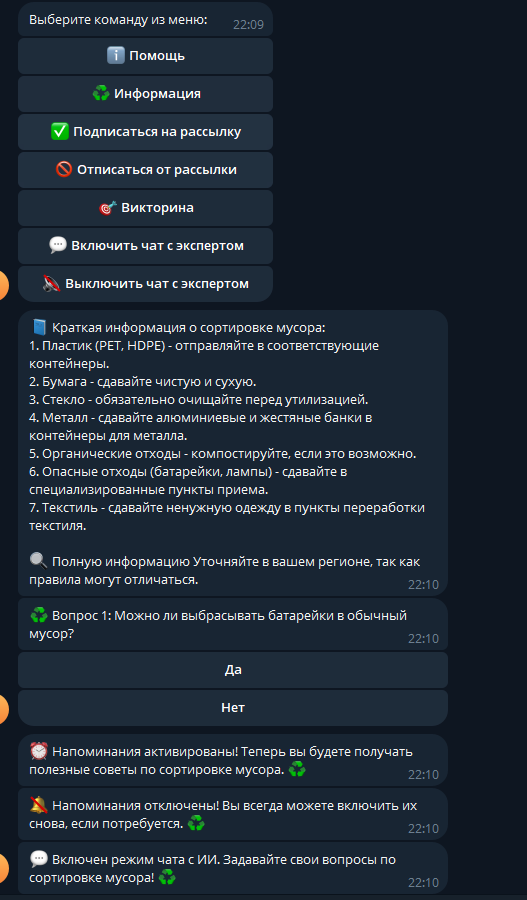 Выберите команду из меню:
22:09
ℹ️ Помощь
♻️ Информация
✅ Подписаться на рассылку
🚫 Отписаться от рассылки
🎯 Викторина
💬 Включить чат с экспертом
🔌 Выключить чат с экспертом
📘 Краткая информация о сортировке мусора:
1. Пластик (PET, HDPE) - отправляйте в соответствующие
контейнеры.
2. Бумага - сдавайте чистую и сухую.
3. Стекло - обязательно очищайте перед утилизацией.
4. Металл - сдавайте алюминиевые и жестяные банки в
контейнеры для металла.
5. Органические отходы - компостируйте, если это возможно.
6. Опасные отходы (батарейки, лампы) - сдавайте в
специализированные пункты приема.
7. Текстиль - сдавайте ненужную одежду в пункты переработки
текстиля.
🔍 Полную информацию Уточняйте в вашем регионе, так как
правила могут отличаться.
22:10
♻️ Вопрос 1: Можно ли выбрасывать батарейки в обычный
мусор?
22:10
Да
Нет
⏰ Напоминания активированы! Теперь вы будете получать
полезные советы по сортировке мусора. ♻️
22:10
🔕 Напоминания отключены! Вы всегда можете включить их
снова, если потребуется. ♻️
22:10
💬 Включен режим чата с ИИ. Задавайте свои вопросы по
сортировке мусора! ♻️
22:10